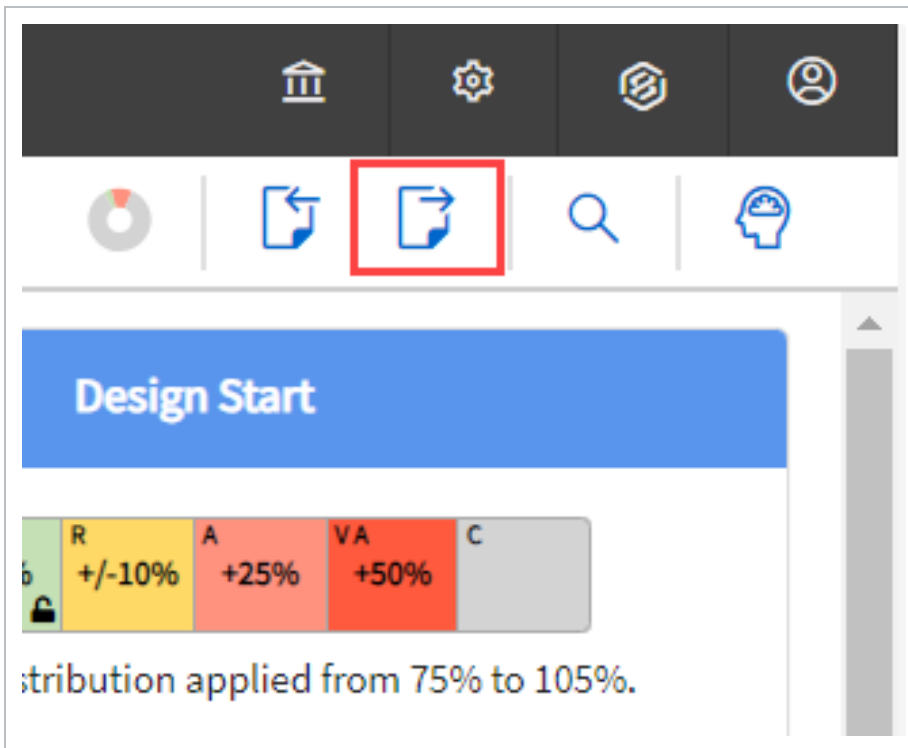 Design Start
R A VA C
% +/-10% +25% +50%
stribution applied from 75% to 105%.